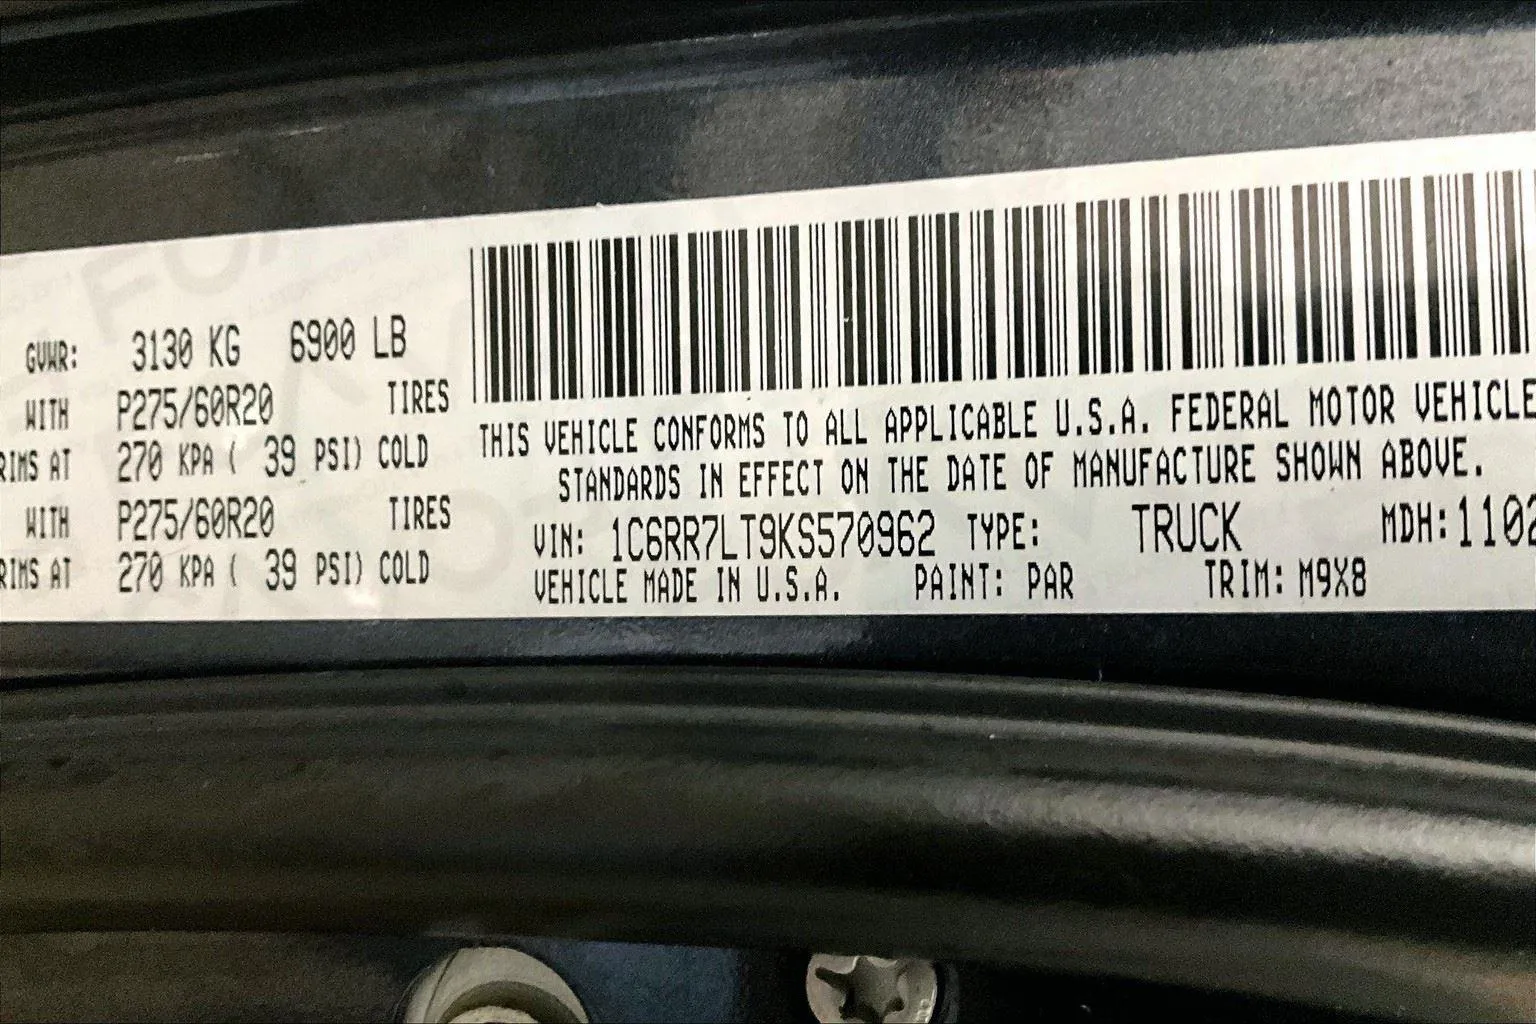 GVWR: 3130 KG 6900 LB
WITH P275/60R20 TIRES
RIMS AT 270 KPA ( 39 PSI) COLD
WITH P275/60R20 TIRES
RIMS AT 270 KPA ( 39 PSI) COLD
THIS VEHICLE CONFORMS TO ALL APPLICABLE U.S.A. FEDERAL MOTOR VEHICLE
STANDARDS IN EFFECT ON THE DATE OF MANUFACTURE SHOWN ABOVE.
VIN: 1C6RR7LT9KS570962 TYPE: TRUCK MDH: 1102
VEHICLE MADE IN U.S.A. PAINT: PAR TRIM: M9X8